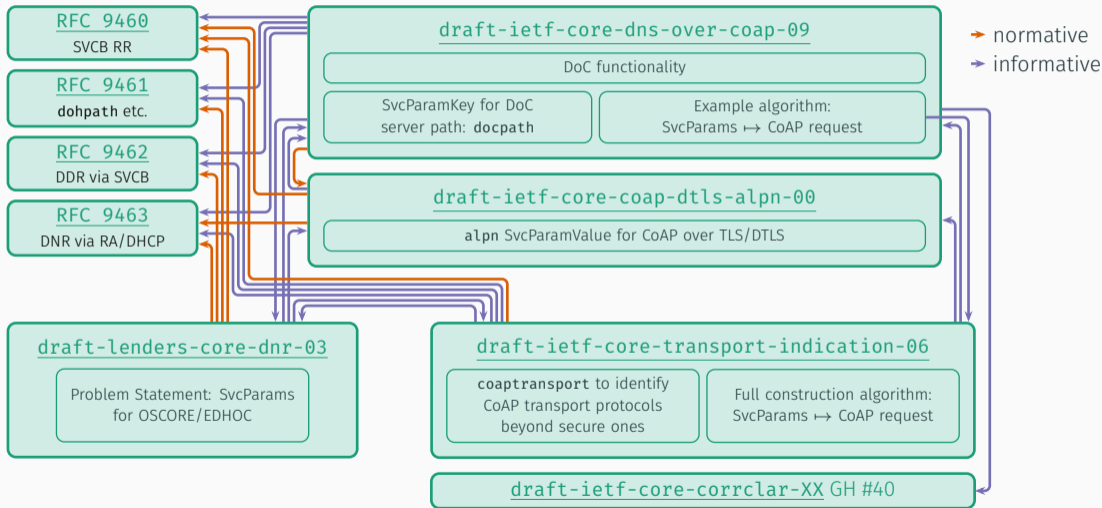 RFC 9460
SVCB RR
RFC 9461
dohpath etc.
RFC 9462
DDR via SVCB
RFC 9463
DNR via RA/DHCP
draft-ietf-core-dns-over-coap-09
DoC functionality
SvcParamKey for DoC
server path: docpath
Example algorithm:
SvcParams ↦ CoAP request
normative
informative
draft-ietf-core-coap-dtls-alpn-00
alpn SvcParamValue for CoAP over TLS/DTLS
draft-lenders-core-dnr-03
Problem Statement: SvcParams
for OSCORE/EDHOC
draft-ietf-core-transport-indication-06
coaptransport to identify
CoAP transport protocols
beyond secure ones
Full construction algorithm:
SvcParams ↦ CoAP request
draft-ietf-core-corrclar-XX GH #40